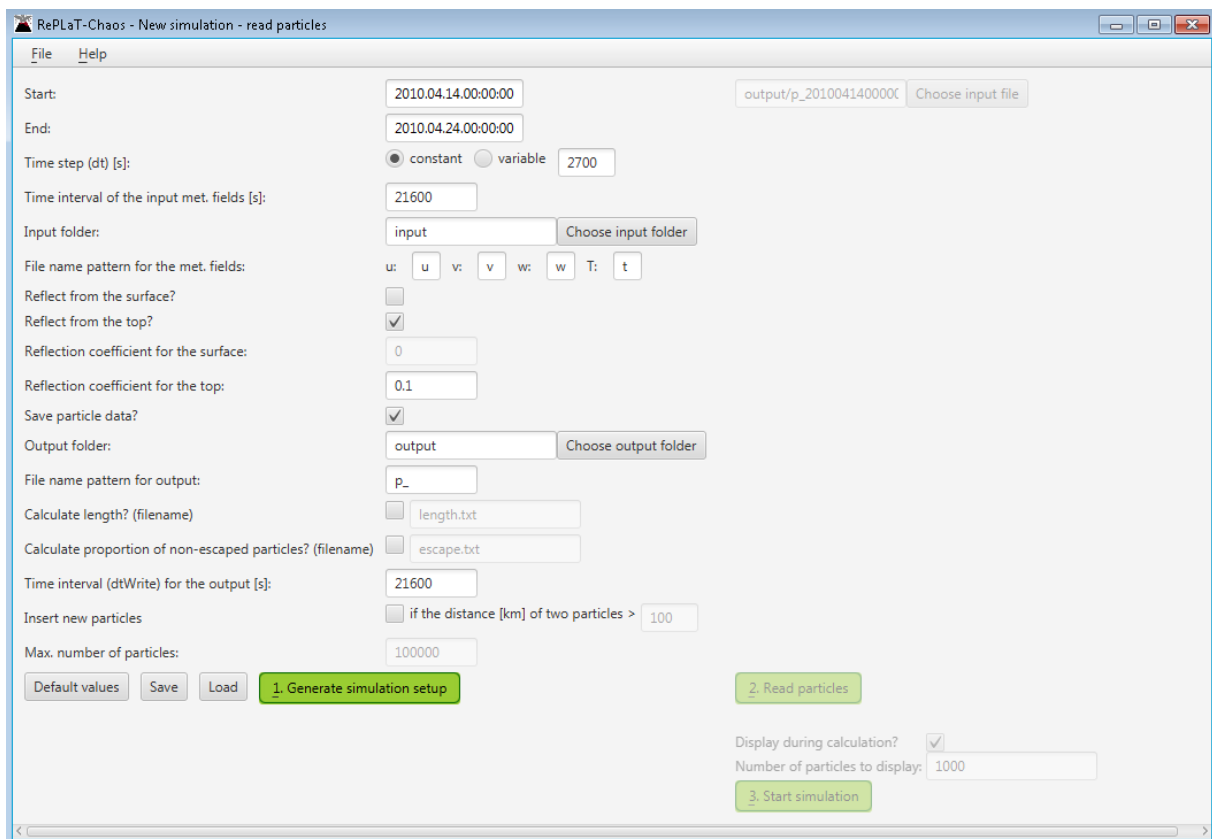 RePLaT-Chaos - New simulation - read particles
File Help
Start: 2010.04.14.00:00:00 output/p_20100414000000 Choose input file
End: 2010.04.24.00:00:00
Time step (dt) [s]: constant variable 2700
Time interval of the input met. fields [s]: 21600
Input folder: input Choose input folder
File name pattern for the met. fields: u: u v: v w: w T: t
Reflect from the surface?
Reflect from the top?
Reflection coefficient for the surface: 0
Reflection coefficient for the top: 0.1
Save particle data?
Output folder: output Choose output folder
File name pattern for output: p_
Calculate length? (filename) length.txt
Calculate proportion of non-escaped particles? (filename) escape.txt
Time interval (dtWrite) for the output [s]: 21600
Insert new particles if the distance [km] of two particles > 100
Max. number of particles: 100000
Default values Save Load 1. Generate simulation setup 2. Read particles
Display during calculation?
Number of particles to display: 1000
3. Start simulation